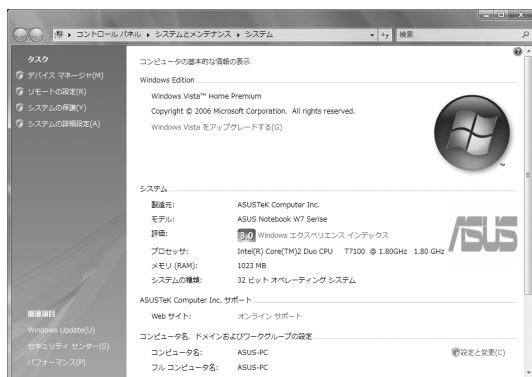 コントロール パネル ▸ システムとメンテナンス ▸ システム
検索
タスク
デバイス マネージャ(M)
リモートの設定(R)
システムの保護(Y)
システムの詳細設定(A)
コンピュータの基本的な情報の表示
Windows Edition
Windows Vista™ Home
Premium
Copyright © 2006 Microsoft Corporation. All rights reserved.
Windows Vista をアップグレードする(G)
システム
製造元: ASUSTeK Computer Inc.
モデル: ASUS Notebook W7 Serise
評価: 3.0 Windows エクスペリエンス インデックス
プロセッサ: Intel(R) Core(TM)2 Duo CPU T7100 @ 1.80GHz 1.80 GHz
メモリ (RAM): 1023 MB
システムの種類: 32 ビット オペレーティング システム
ASUS
ASUSTeK Computer Inc. サポート
Web サイト: オンライン サポート
コンピュータ名、ドメインおよびワークグループの設定
コンピュータ名: ASUS-PC
設定と変更(C)
フル コンピュータ名: ASUS-PC
関連項目
Windows Update(U)
セキュリティ センター(S)
パフォーマンス(P)